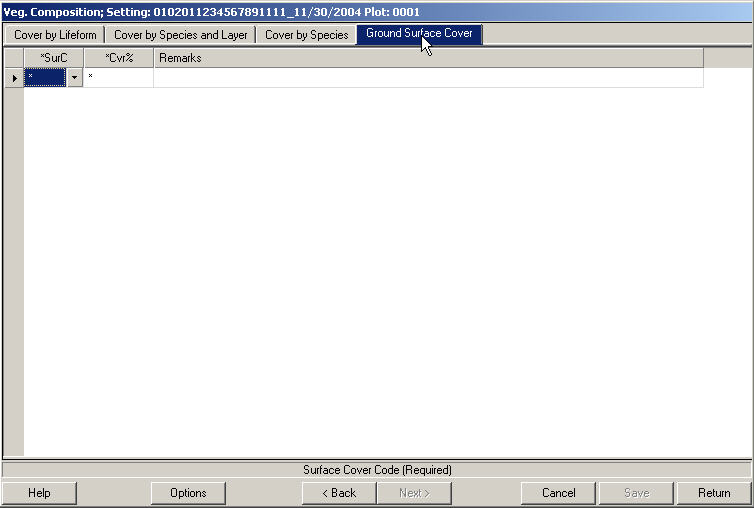 Veg. Composition; Setting: 0102011234567891111_11/30/2004 Plot: 0001
Cover by Lifeform Cover by Species and Layer Cover by Species Ground Surface Cover
*SurC *Cvr% Remarks
* *
Surface Cover Code (Required)
Help Options < Back Next > Cancel Save Return